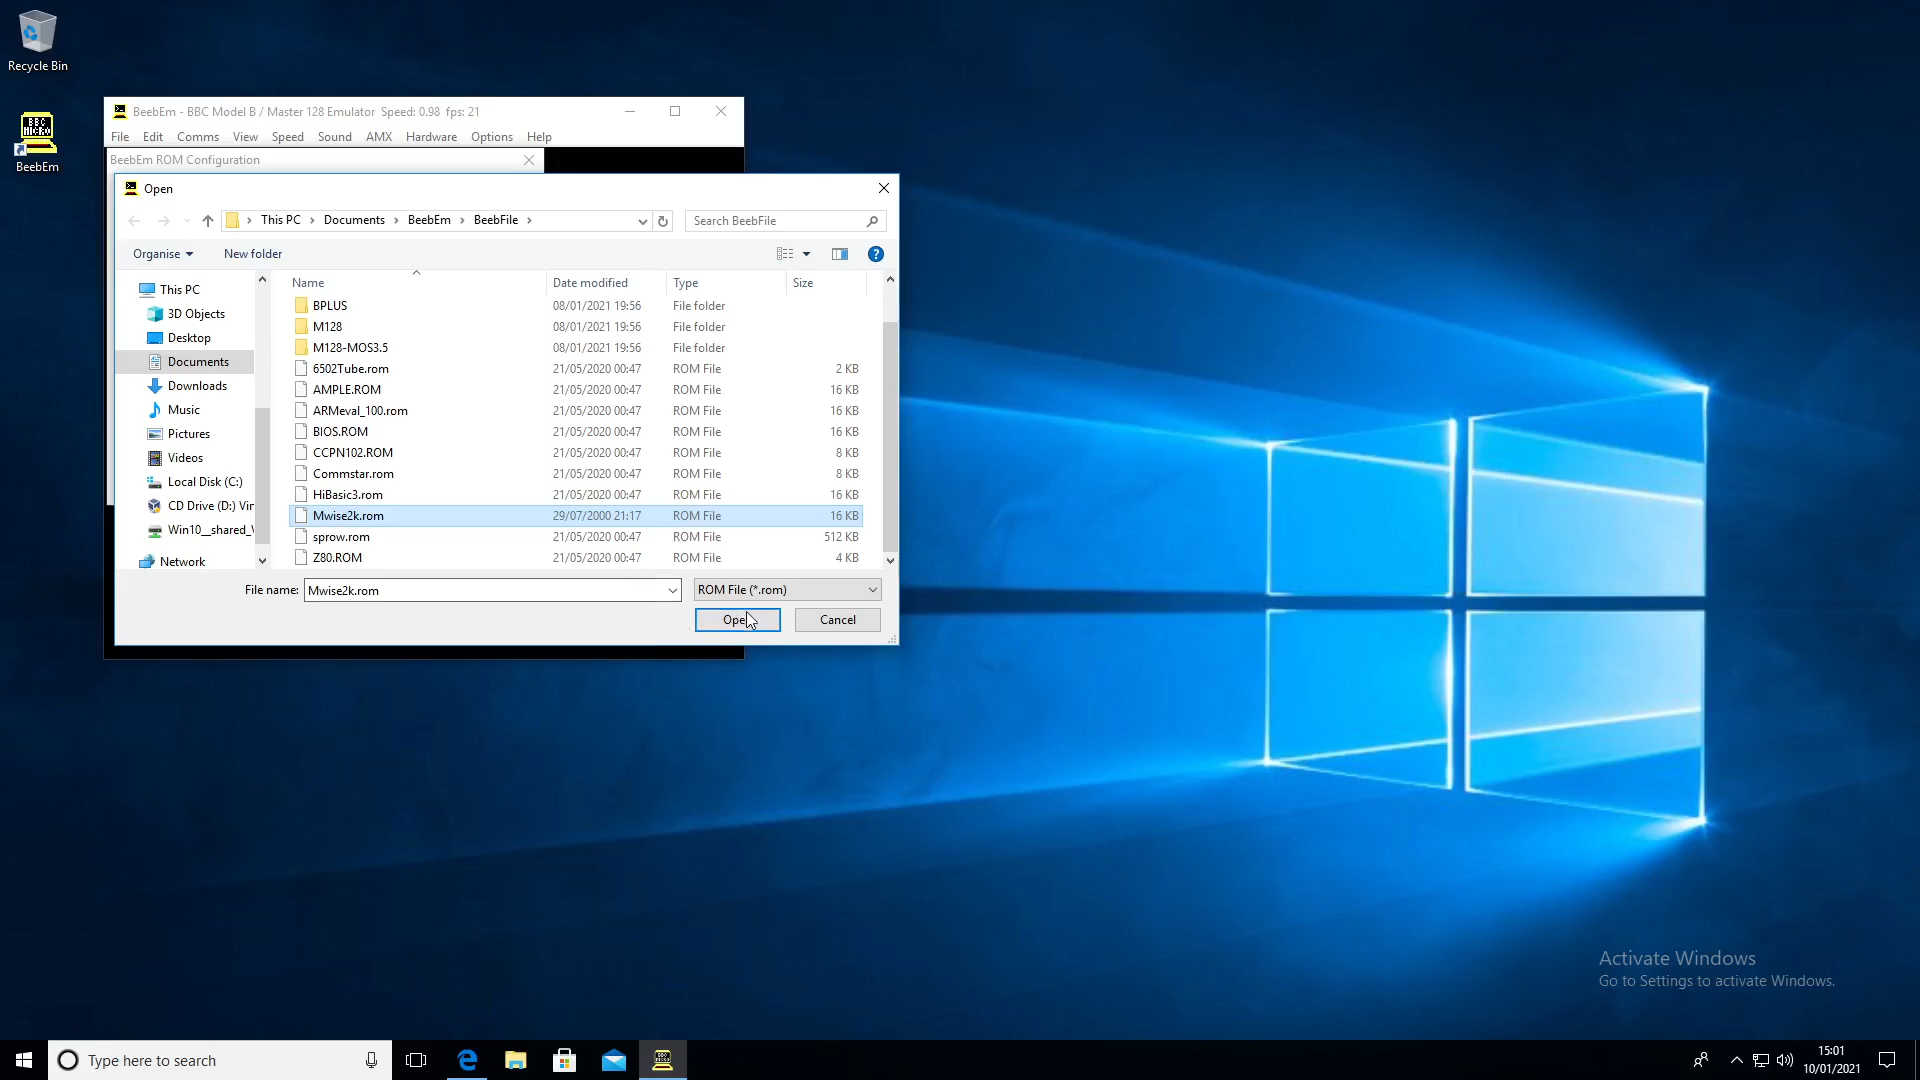 Recycle Bin
BBC
MICRO
BeebEm
BeebEm - BBC Model B / Master 128 Emulator  Speed: 0.98  fps: 21
File Edit Comms View Speed Sound AMX Hardware Options Help
BeebEm ROM Configuration
Open
This PC > Documents > BeebEm > BeebFile >
Search BeebFile
Organise New folder
Name Date modified Type Size
This PC
3D Objects
Desktop
Documents
Downloads
Music
Pictures
Videos
Local Disk (C:)
CD Drive (D:) Vir
Win10__shared_
Network
BPLUS 08/01/2021 19:56 File folder
M128 08/01/2021 19:56 File folder
M128-MOS3.5 08/01/2021 19:56 File folder
6502Tube.rom 21/05/2020 00:47 ROM File 2 KB
AMPLE.ROM 21/05/2020 00:47 ROM File 16 KB
ARMeval_100.rom 21/05/2020 00:47 ROM File 16 KB
BIOS.ROM 21/05/2020 00:47 ROM File 16 KB
CCPN102.ROM 21/05/2020 00:47 ROM File 8 KB
Commstar.rom 21/05/2020 00:47 ROM File 8 KB
HiBasic3.rom 21/05/2020 00:47 ROM File 16 KB
Mwise2k.rom 29/07/2000 21:17 ROM File 16 KB
sprow.rom 21/05/2020 00:47 ROM File 512 KB
Z80.ROM 21/05/2020 00:47 ROM File 4 KB
File name: Mwise2k.rom ROM File (*.rom)
Open Cancel
Activate Windows
Go to Settings to activate Windows.
Type here to search
15:01
10/01/2021